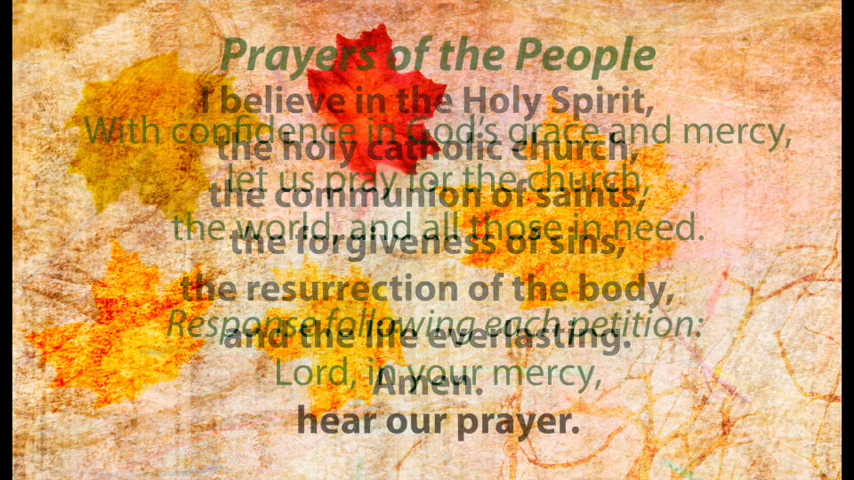 Prayers of the People
I believe in the Holy Spirit,
With confidence in God's grace and mercy,
the holy catholic church,
let us pray for the church,
the communion of saints,
the world, and all those in need.
the forgiveness of sins,
the resurrection of the body,
Response following each petition:
and the life everlasting.
Lord, in your mercy,
Amen.
hear our prayer.